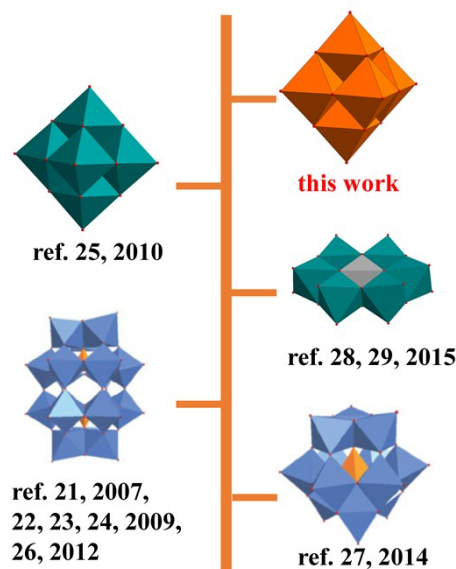 this work
ref. 25, 2010
ref. 28, 29, 2015
ref. 21, 2007,
22, 23, 24, 2009,
26, 2012
ref. 27, 2014